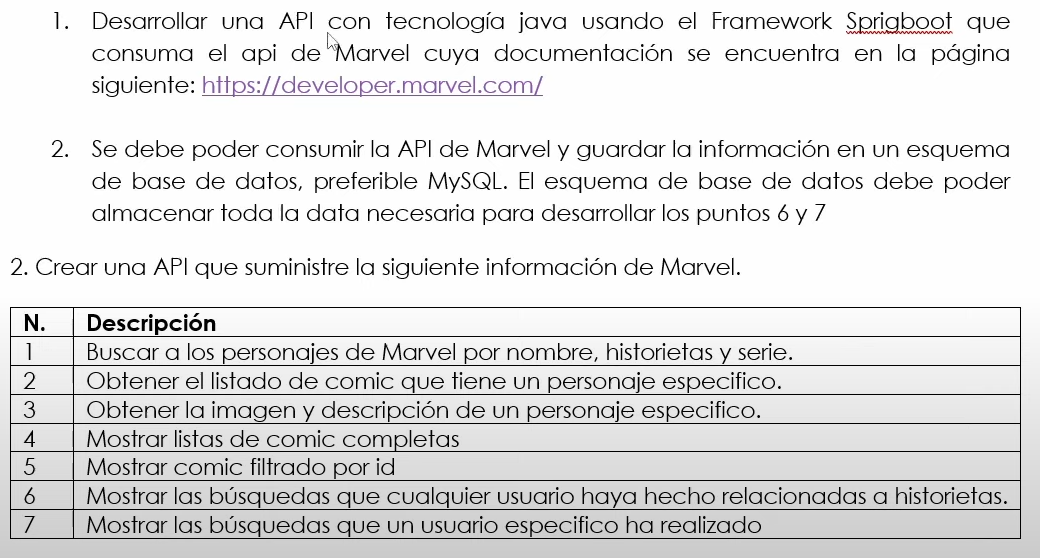 1. Desarrollar una API con tecnología java usando el Framework Sprigboot que
consuma el api de Marvel cuya documentación se encuentra en la página
siguiente: https://developer.marvel.com/
2. Se debe poder consumir la API de Marvel y guardar la información en un esquema
de base de datos, preferible MySQL. El esquema de base de datos debe poder
almacenar toda la data necesaria para desarrollar los puntos 6 y 7
2. Crear una API que suministre la siguiente información de Marvel.
N. Descripción
1 Buscar a los personajes de Marvel por nombre, historietas y serie.
2 Obtener el listado de comic que tiene un personaje especifico.
3 Obtener la imagen y descripción de un personaje especifico.
4 Mostrar listas de comic completas
5 Mostrar comic filtrado por id
6 Mostrar las búsquedas que cualquier usuario haya hecho relacionadas a historietas.
7 Mostrar las búsquedas que un usuario especifico ha realizado